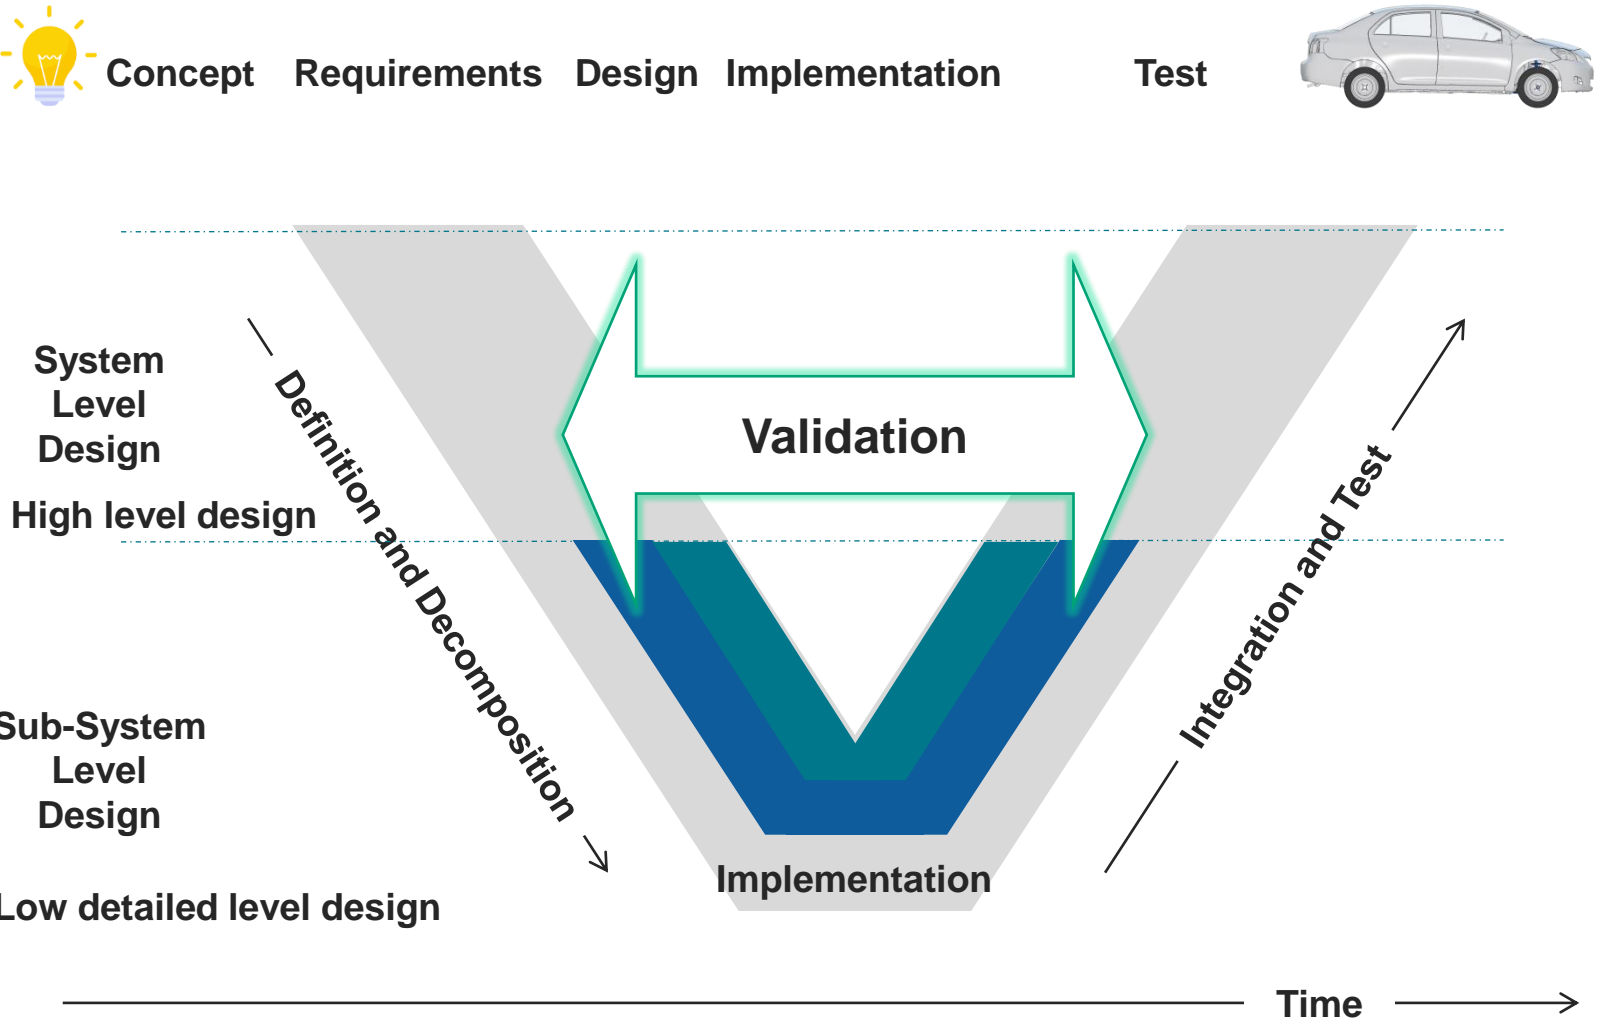 Concept Requirements Design Implementation Test
System
Level
Design
High level design
Definition and Decomposition
Validation
Integration and Test
Sub-System
Level
Design
Implementation
Low detailed level design
Time